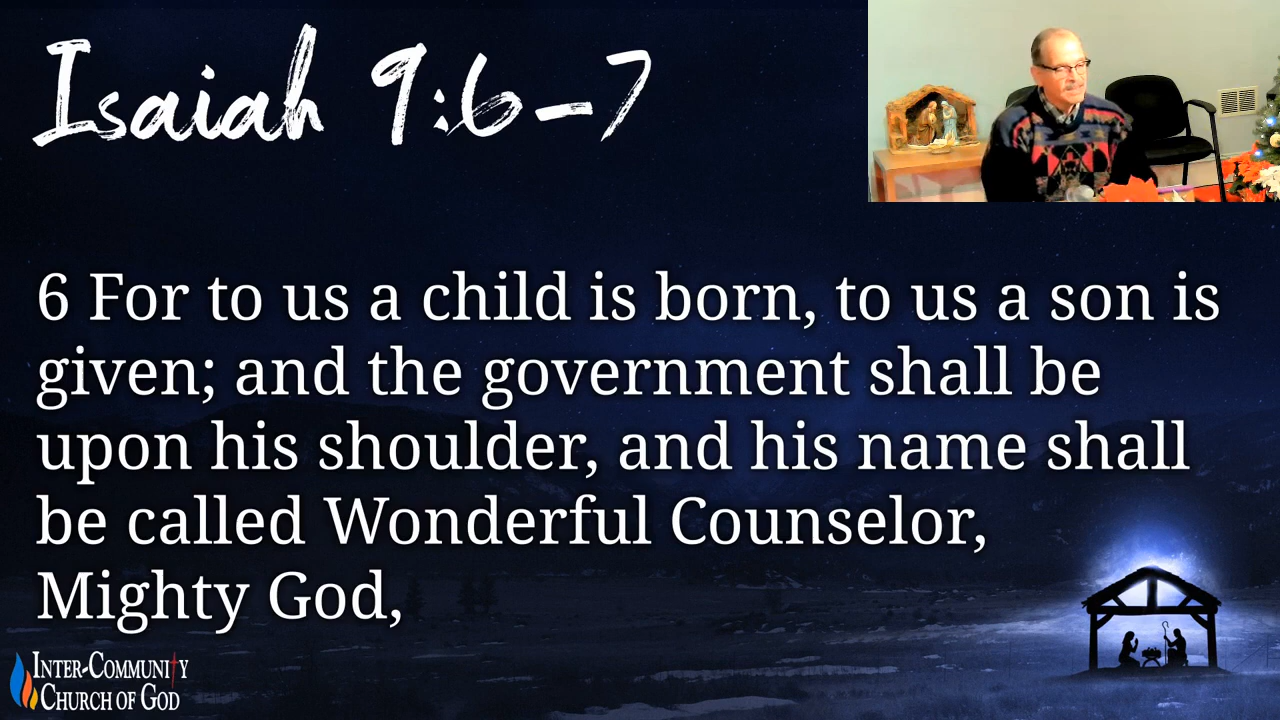 Isaiah 9:6-7
6 For to us a child is born, to us a son is
given; and the government shall be
upon his shoulder, and his name shall
be called Wonderful Counselor,
Mighty God,
INTER-COMMUNITY
CHURCH OF GOD